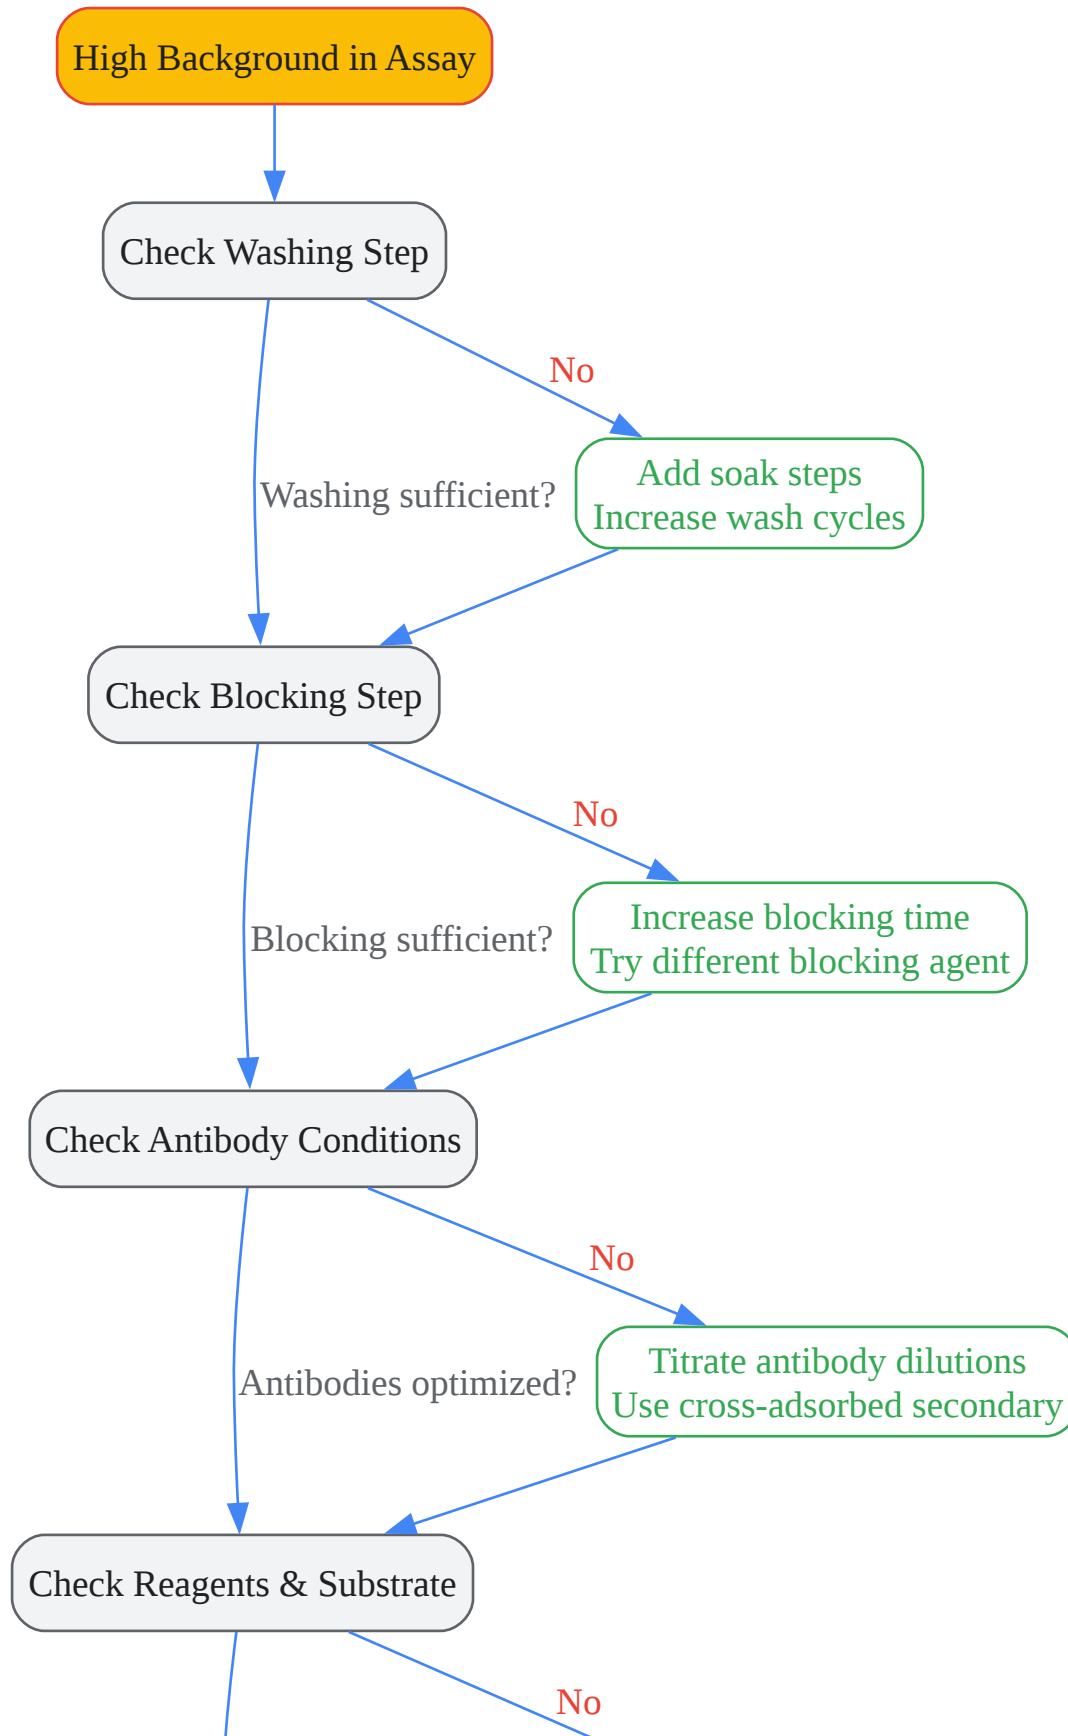 High Background in Assay
Check Washing Step
No
Add soak steps
Increase wash cycles
Washing sufficient?
Check Blocking Step
No
Increase blocking time
Try different blocking agent
Blocking sufficient?
Check Antibody Conditions
No
Titrate antibody dilutions
Use cross-adsorbed secondary
Antibodies optimized?
Check Reagents & Substrate
No